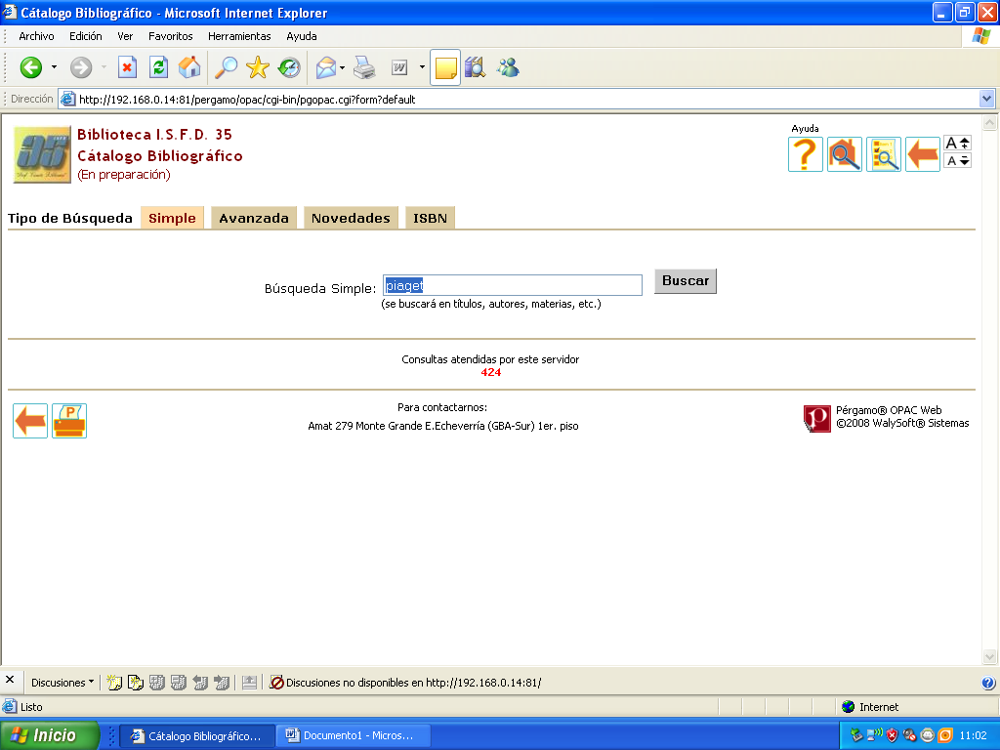 Cátalogo Bibliográfico - Microsoft Internet Explorer
Archivo Edición Ver Favoritos Herramientas Ayuda
Dirección http://192.168.0.14:81/pergamo/opac/cgi-bin/pgopac.cgi?form?default
35
Biblioteca I.S.F.D. 35
Cátalogo Bibliográfico
(En preparación)
Ayuda
?
A
A
Tipo de Búsqueda Simple Avanzada Novedades ISBN
Búsqueda Simple: piaget Buscar
(se buscará en títulos, autores, materias, etc.)
Consultas atendidas por este servidor
424
Para contactarnos:
Amat 279 Monte Grande E.Echeverría (GBA-Sur) 1er. piso
P
P
Pérgamo® OPAC Web
©2008 WalySoft® Sistemas
Discusiones Discusiones no disponibles en http://192.168.0.14:81/
Listo Internet
Inicio Cátalogo Bibliográfico... Documento1 - Micros... 11:02